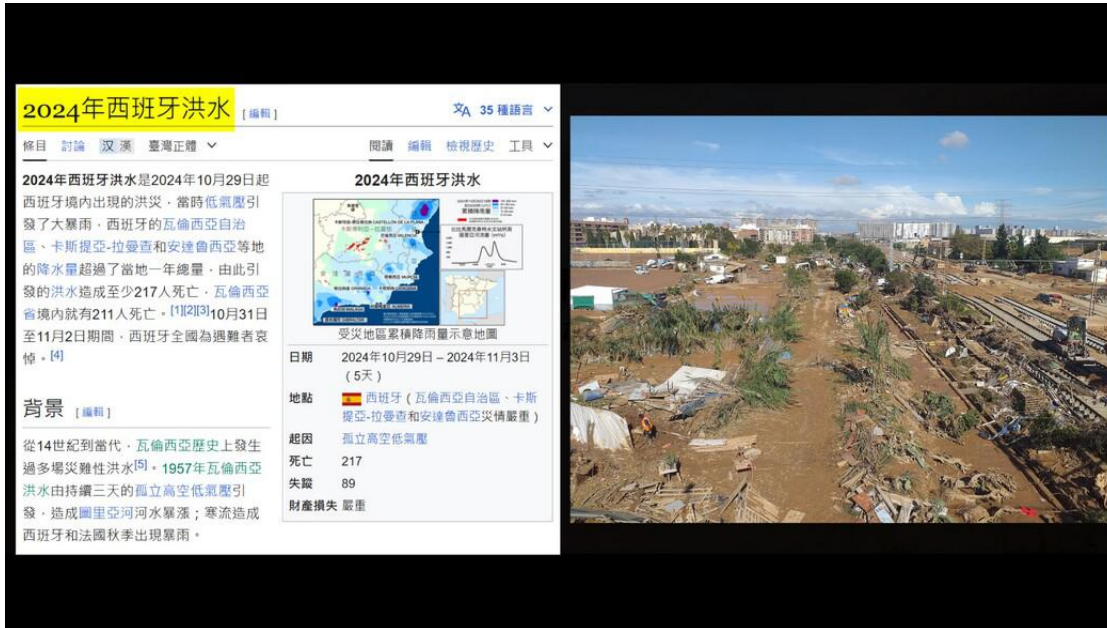 2024年西班牙洪水 [編輯]
35 種語言
條目 討論 汉 漢 臺灣正體
閱讀 編輯 檢視歷史 工具
2024年西班牙洪水是2024年10月29日起
西班牙境內出現的洪災，當時低氣壓引
發了大暴雨，西班牙的瓦倫西亞自治
區、卡斯提亞-拉曼查和安達魯西亞等地
的降水量超過了當地一年總量，由此引
發的洪水造成至少217人死亡，瓦倫西亞
省境內就有211人死亡。[1][2][3]10月31日
至11月2日期間，西班牙全國為遇難者哀
悼。[4]
背景 [編輯]
從14世紀到當代，瓦倫西亞歷史上發生
過多場災難性洪水[5]。1957年瓦倫西亞
洪水由持續三天的孤立高空低氣壓引
發，造成圖里亞河河水暴漲；寒流造成
西班牙和法國秋季出現暴雨。
2024年西班牙洪水
受災地區累積降雨量示意地圖
日期 2024年10月29日 – 2024年11月3日
（5天）
地點 西班牙（瓦倫西亞自治區、卡斯
提亞-拉曼查和安達魯西亞災情嚴重）
起因 孤立高空低氣壓
死亡 217
失蹤 89
財產損失 嚴重